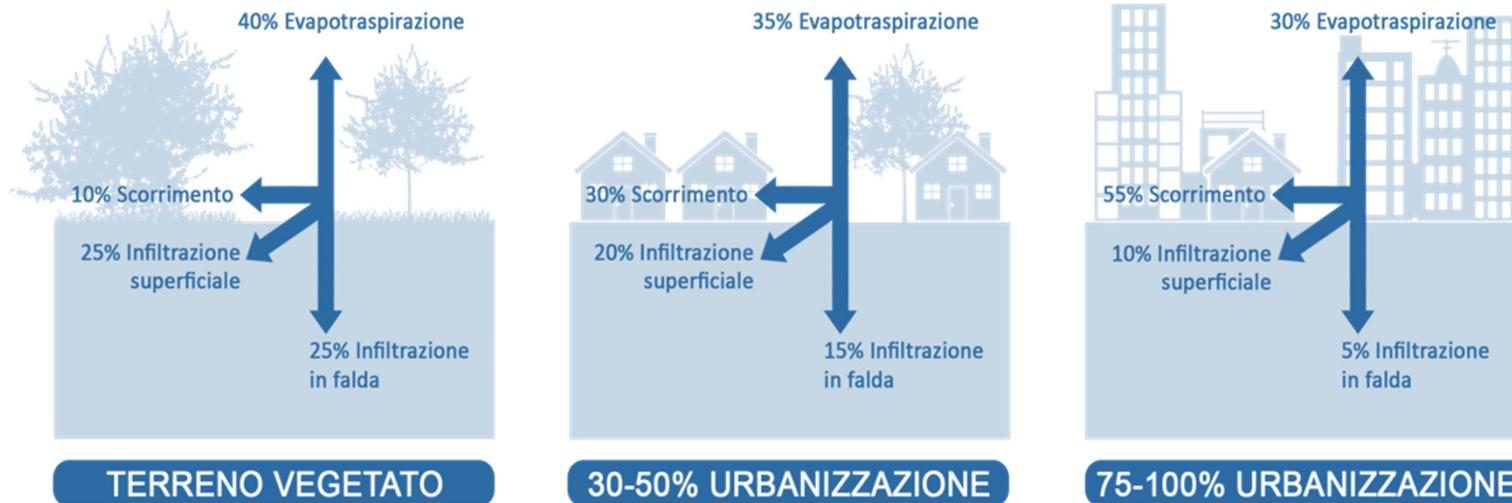 40% Evapotraspirazione
10% Scorrimento
25% Infiltrazione
superficiale
25% Infiltrazione
in falda
TERRENO VEGETATO
35% Evapotraspirazione
30% Scorrimento
20% Infiltrazione
superficiale
15% Infiltrazione
in falda
30-50% URBANIZZAZIONE
30% Evapotraspirazione
55% Scorrimento
10% Infiltrazione
superficiale
5% Infiltrazione
in falda
75-100% URBANIZZAZIONE